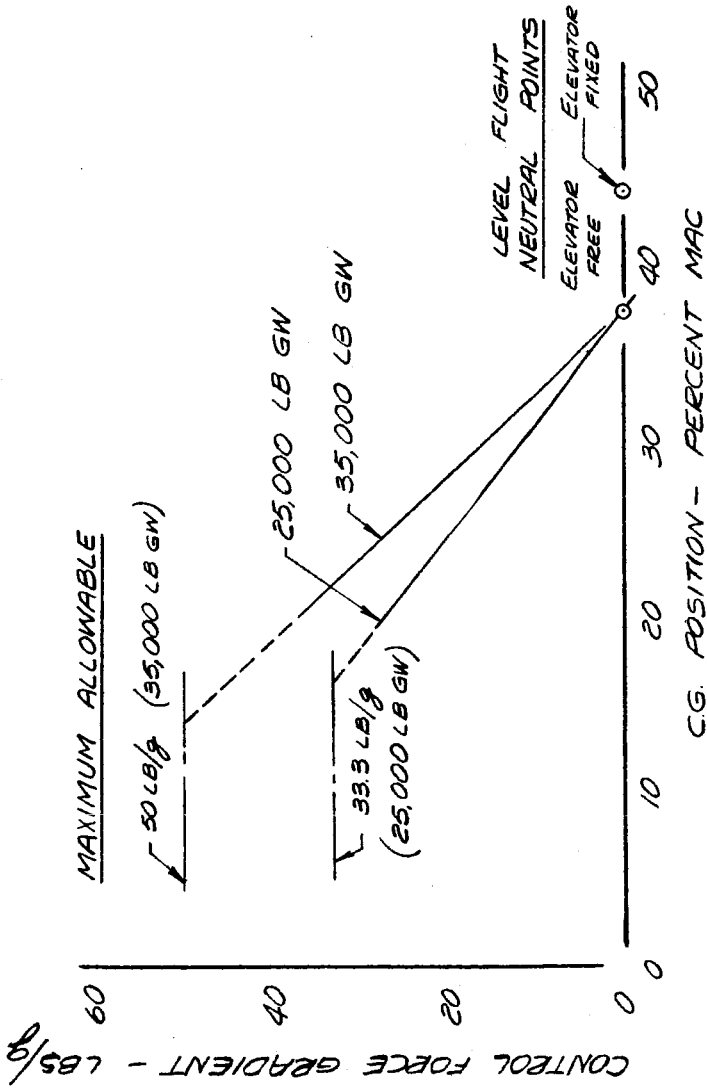 MAXIMUM ALLOWABLE
50 LB/g (35,000 LB GW)
25,000 LB GW
35,000 LB GW
33.3 LB/g
(25,000 LB GW)
LEVEL FLIGHT
NEUTRAL POINTS
ELEVATOR
FREE
ELEVATOR
FIXED
CONTROL FORCE GRADIENT - LBS/g
60
40
20
0
0
10
20
30
40
50
C.G. POSITION - PERCENT MAC